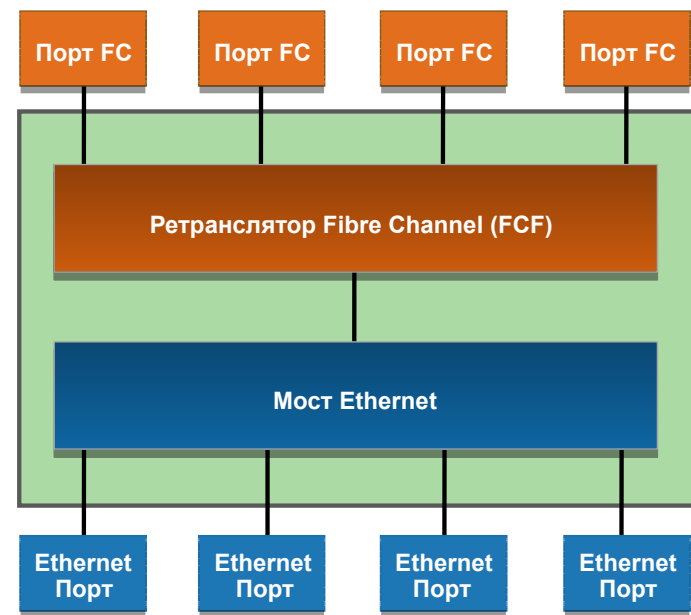 Порт FC
Порт FC
Порт FC
Порт FC
Ретранслятор Fibre Channel (FCF)
Мост Ethernet
Ethernet
Порт
Ethernet
Порт
Ethernet
Порт
Ethernet
Порт